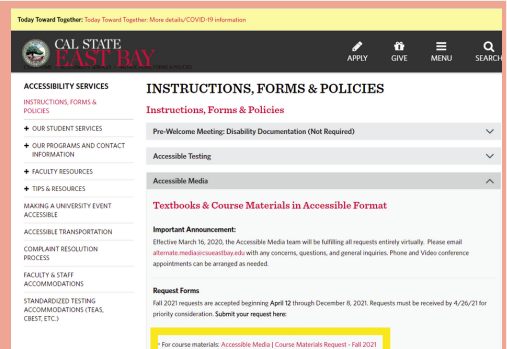 Today Toward Together: Today Toward Together: More details/COVID-19 information
CAL STATE
EAST BAY
APPLY
GIVE
MENU
SEARCH
ACCESSIBILITY SERVICES
INSTRUCTIONS, FORMS &
POLICIES
+ OUR STUDENT SERVICES
+ OUR PROGRAMS AND CONTACT
INFORMATION
+ FACULTY RESOURCES
+ TIPS & RESOURCES
MAKING A UNIVERSITY EVENT
ACCESSIBLE
ACCESSIBLE TRANSPORTATION
COMPLAINT RESOLUTION
PROCESS
FACULTY & STAFF
ACCOMMODATIONS
STANDARDIZED TESTING
ACCOMMODATIONS (TEAS,
CBEST, ETC.)
INSTRUCTIONS, FORMS & POLICIES
Instructions, Forms & Policies
Pre-Welcome Meeting: Disability Documentation (Not Required)
Accessible Testing
Accessible Media
Textbooks & Course Materials in Accessible Format
Important Announcement:
Effective March 16, 2020, the Accessible Media team will be fulfilling all requests entirely virtually. Please email
alternate.media@csueastbay.edu with any concerns, questions, and general inquiries. Phone and Video conference
appointments can be arranged as needed.
Request Forms
Fall 2021 requests are accepted beginning April 12 through December 8, 2021. Requests must be received by 4/26/21 for
priority consideration. Submit your request here:
* For course materials: Accessible Media | Course Materials Request - Fall 2021